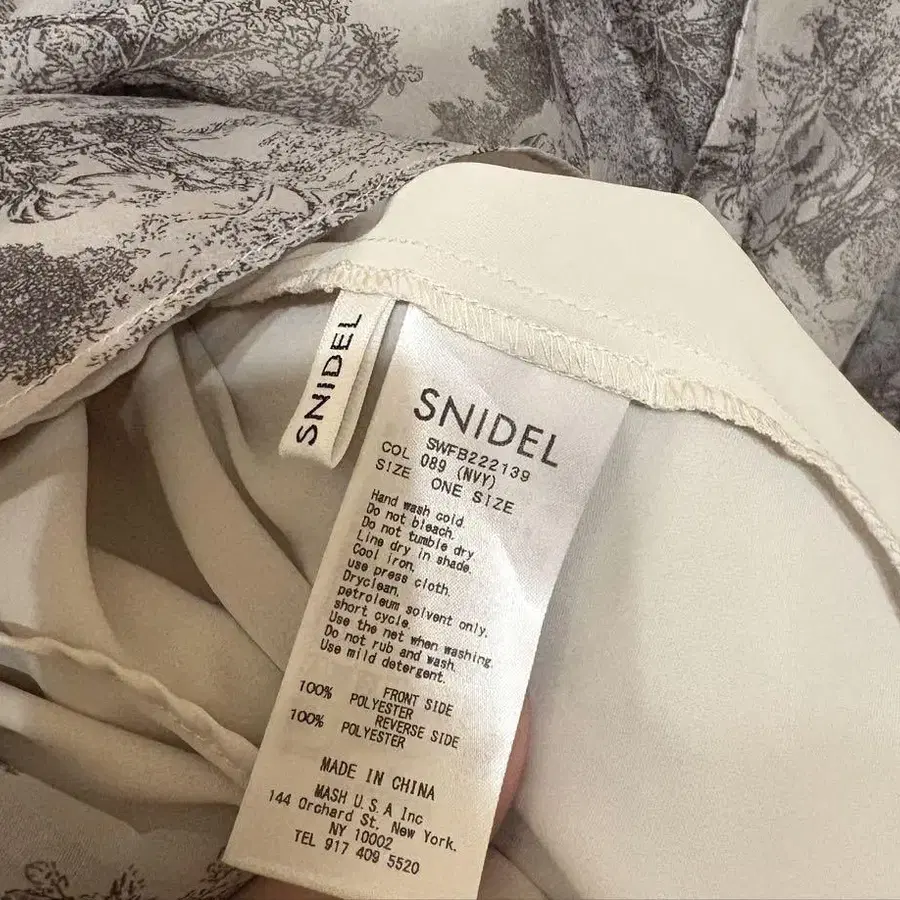 SNIDEL
SNIDEL
SWFB222139
COL 089 (NVY)
SIZE ONE SIZE
Hand wash cold.
Do not bleach.
Do not tumble dry.
Line dry in shade.
Cool iron.
use press cloth.
Dryclean.
petroleum solvent only.
short cycle.
Use the net when washing.
Do not rub and wash.
Use mild detergent.
FRONT SIDE
100% POLYESTER
REVERSE SIDE
100% POLYESTER
MADE IN CHINA
MASH U.S.A Inc
144 Orchard St. New York.
NY 10002
TEL 917 409 5520